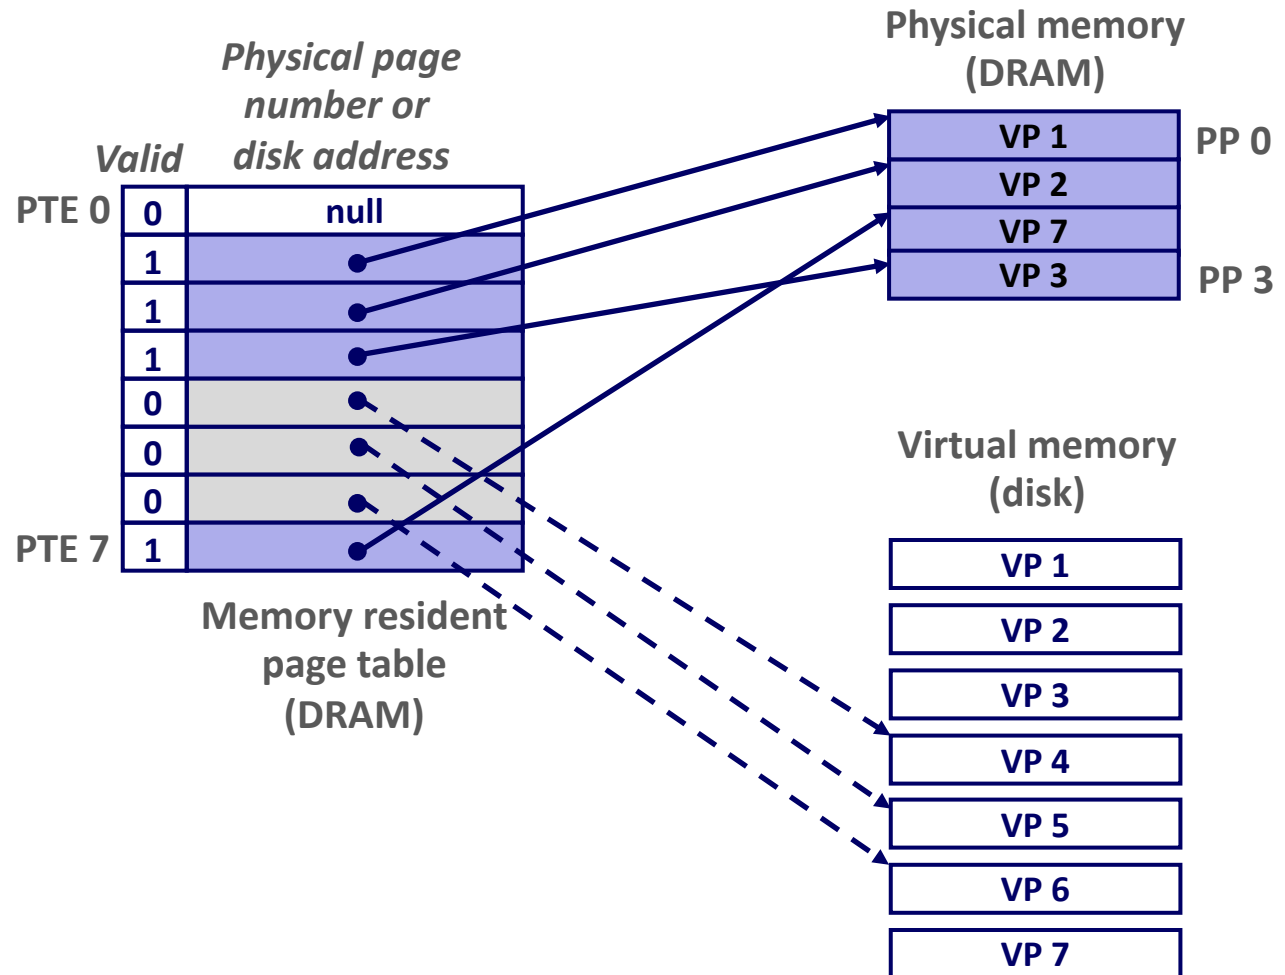 Physical page
number or
disk address
Valid
PTE 0
0
null
1
1
1
0
0
0
PTE 7
1
Memory resident
page table
(DRAM)
Physical memory
(DRAM)
VP 1
PP 0
VP 2
VP 7
VP 3
PP 3
Virtual memory
(disk)
VP 1
VP 2
VP 3
VP 4
VP 5
VP 6
VP 7